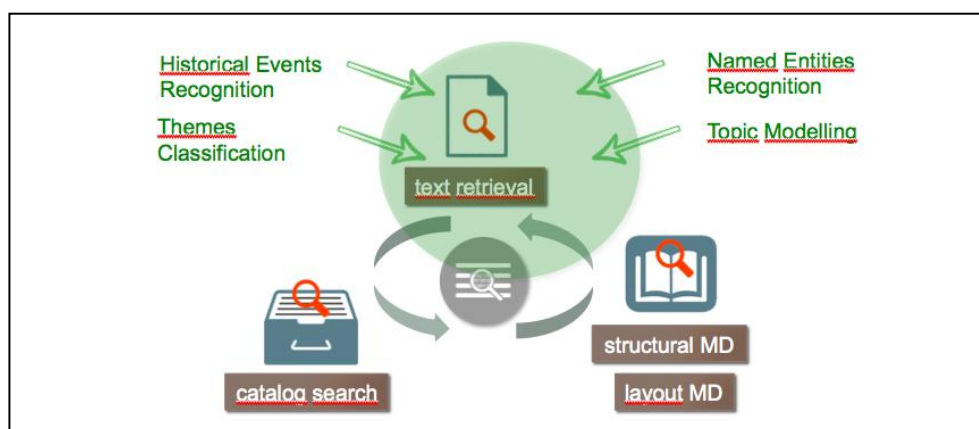 Historical Events
Recognition
Themes
Classification
Named Entities
Recognition
Topic Modelling
text retrieval
structural MD
catalog search
layout MD